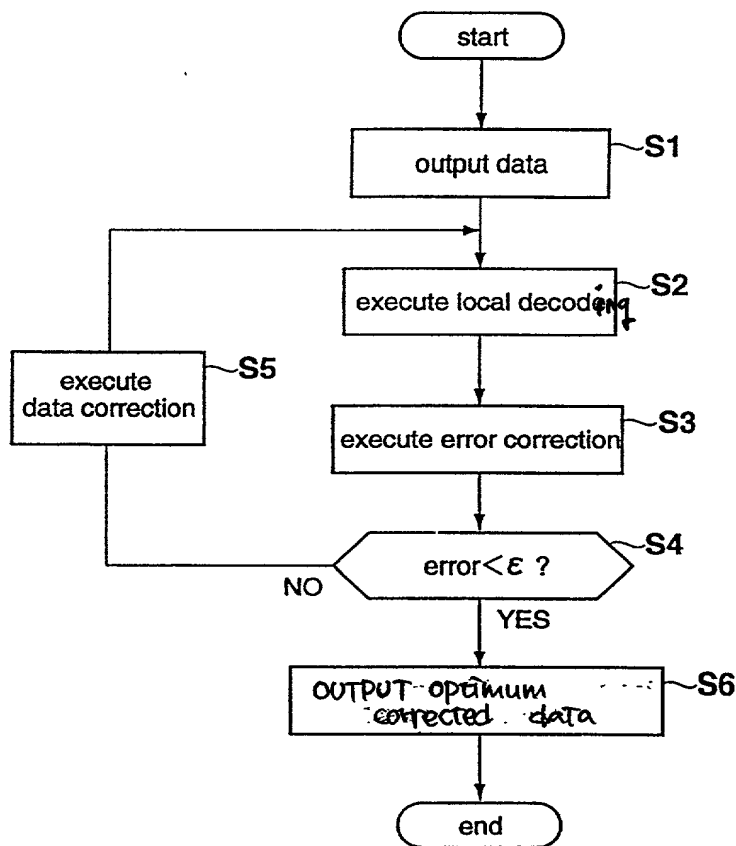 start
output data
S1
execute local decoding
S2
execute
data correction
S5
execute error correction
S3
error<ε ?
S4
NO
YES
OUTPUT optimum
corrected data
S6
end